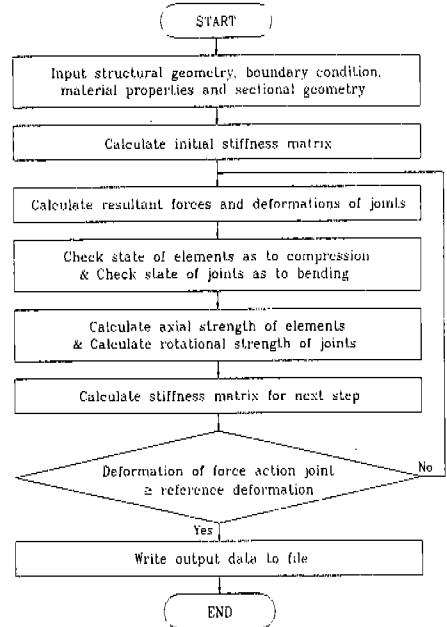 START
Input structural geometry, boundary condition,
material properties and sectional geometry
Calculate initial stiffness matrix
Calculate resultant forces and deformations of joints
Check state of elements as to compression
& Check state of joints as to bending
Calculate axial strength of elements
& Calculate rotational strength of joints
Calculate stiffness matrix for next step
Deformation of force action joint
≥ reference deformation
No
Yes
Write output data to file
END